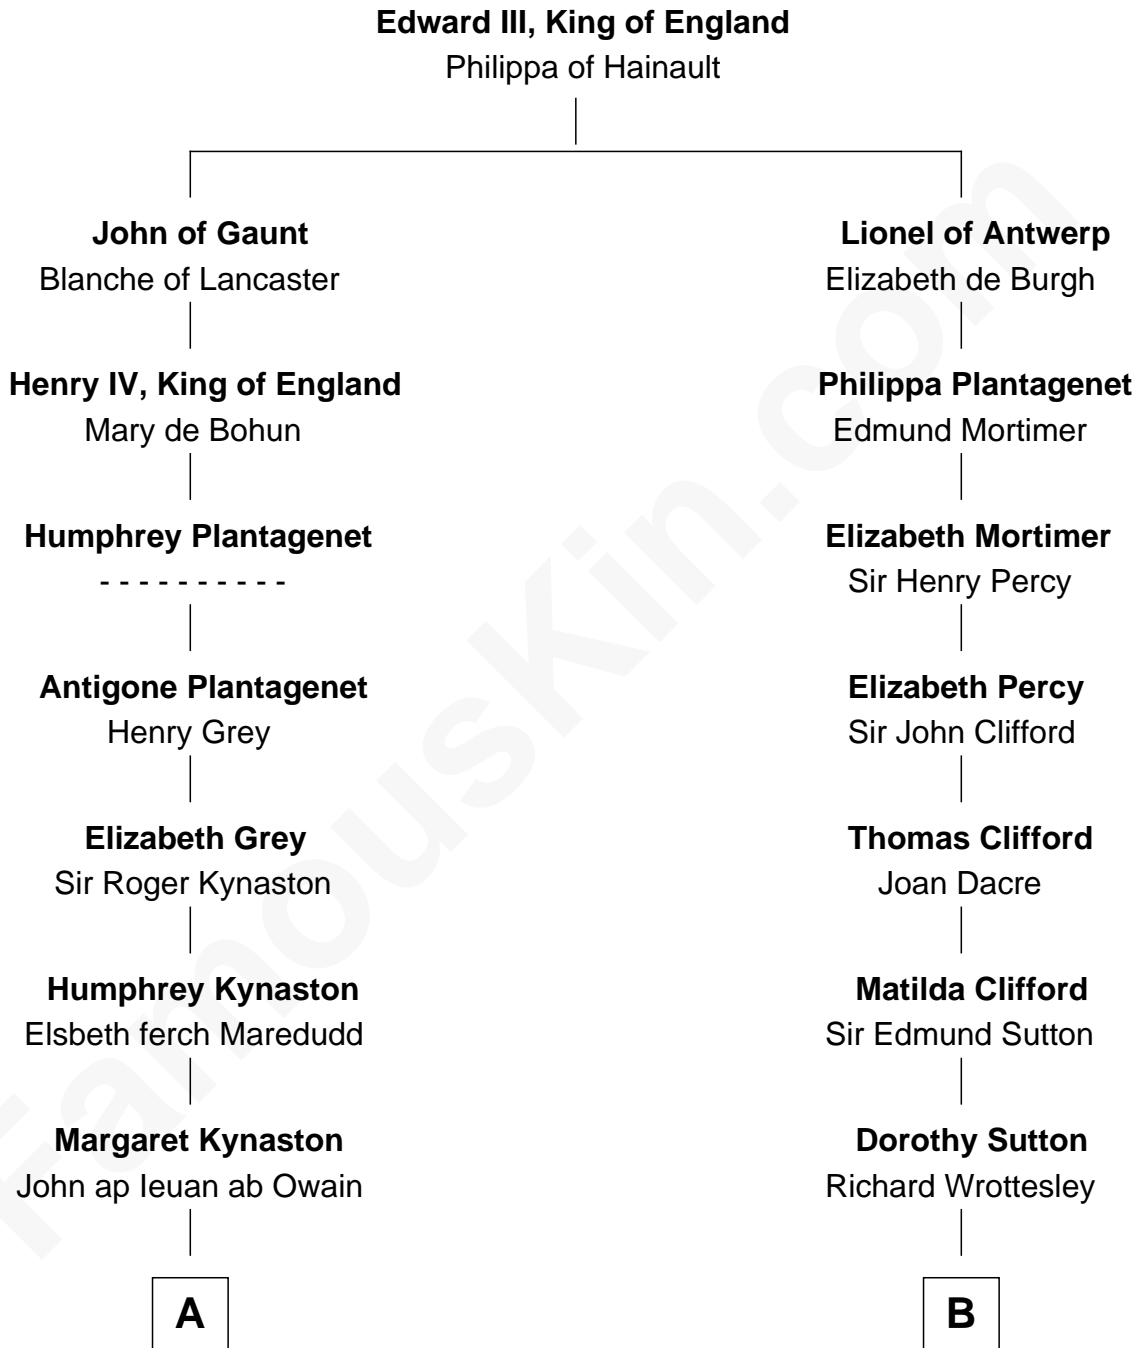 Edward III, King of England
Philippa of Hainault
John of Gaunt
Blanche of Lancaster
Lionel of Antwerp
Elizabeth de Burgh
Henry IV, King of England
Mary de Bohun
Philippa Plantagenet
Edmund Mortimer
Humphrey Plantagenet
- - - - - - - - - -
Elizabeth Mortimer
Sir Henry Percy
Antigone Plantagenet
Henry Grey
Elizabeth Percy
Sir John Clifford
Elizabeth Grey
Sir Roger Kynaston
Thomas Clifford
Joan Dacre
Humphrey Kynaston
Elsbeth ferch Maredudd
Matilda Clifford
Sir Edmund Sutton
Margaret Kynaston
John ap Ieuan ab Owain
Dorothy Sutton
Richard Wrottesley
A
B
FamousKin.com